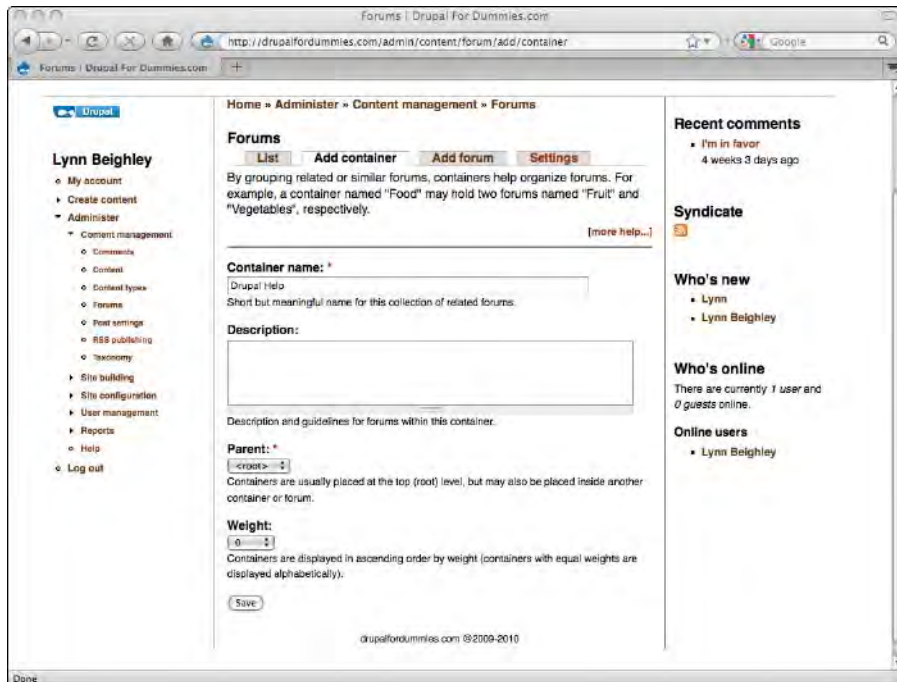 Forums | Drupal For Dummies.com
http://drupalfordummies.com/admin/content/forum/add/container
Google
Forums | Drupal For Dummies.com
+
Drupal
Lynn Beighley
My account
Create content
Administer
Content management
Comments
Content
Content types
Forums
Post settings
RSS publishing
Taxonomy
Site building
Site configuration
User management
Reports
Help
Log out
Home » Administer » Content management » Forums
Forums
List Add container Add forum Settings
By grouping related or similar forums, containers help organize forums. For
example, a container named "Food" may hold two forums named "Fruit" and
"Vegetables", respectively.
[more help...]
Container name: *
Drupal Help
Short but meaningful name for this collection of related forums.
Description:
Description and guidelines for forums within this container.
Parent: *
<root>
Containers are usually placed at the top (root) level, but may also be placed inside another
container or forum.
Weight:
0
Containers are displayed in ascending order by weight (containers with equal weights are
displayed alphabetically).
Save
drupalfordummies.com ©2009-2010
Recent comments
I'm in favor
4 weeks 3 days ago
Syndicate
Who's new
Lynn
Lynn Beighley
Who's online
There are currently 1 user and
0 guests online.
Online users
Lynn Beighley
Done